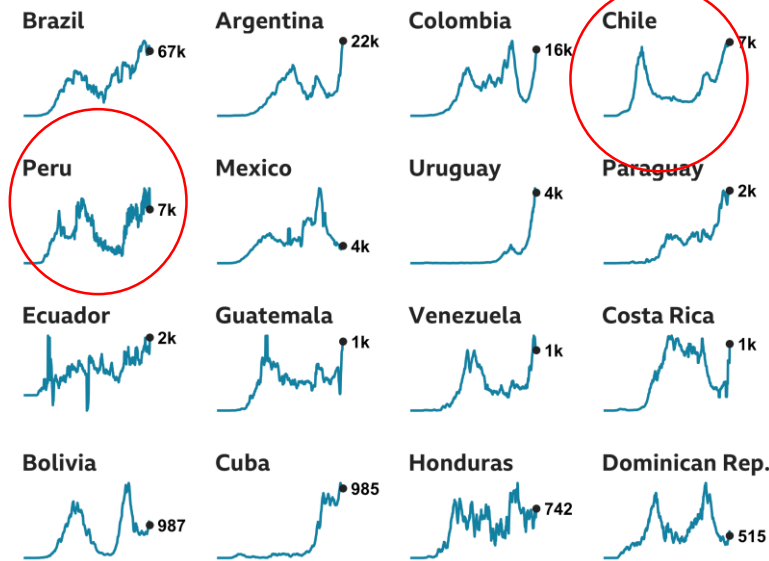 Brazil
67k
Argentina
22k
Colombia
16k
Chile
7k
Peru
7k
Mexico
4k
Uruguay
4k
Paraguay
2k
Ecuador
2k
Guatemala
1k
Venezuela
1k
Costa Rica
1k
Bolivia
987
Cuba
985
Honduras
742
Dominican Rep.
515